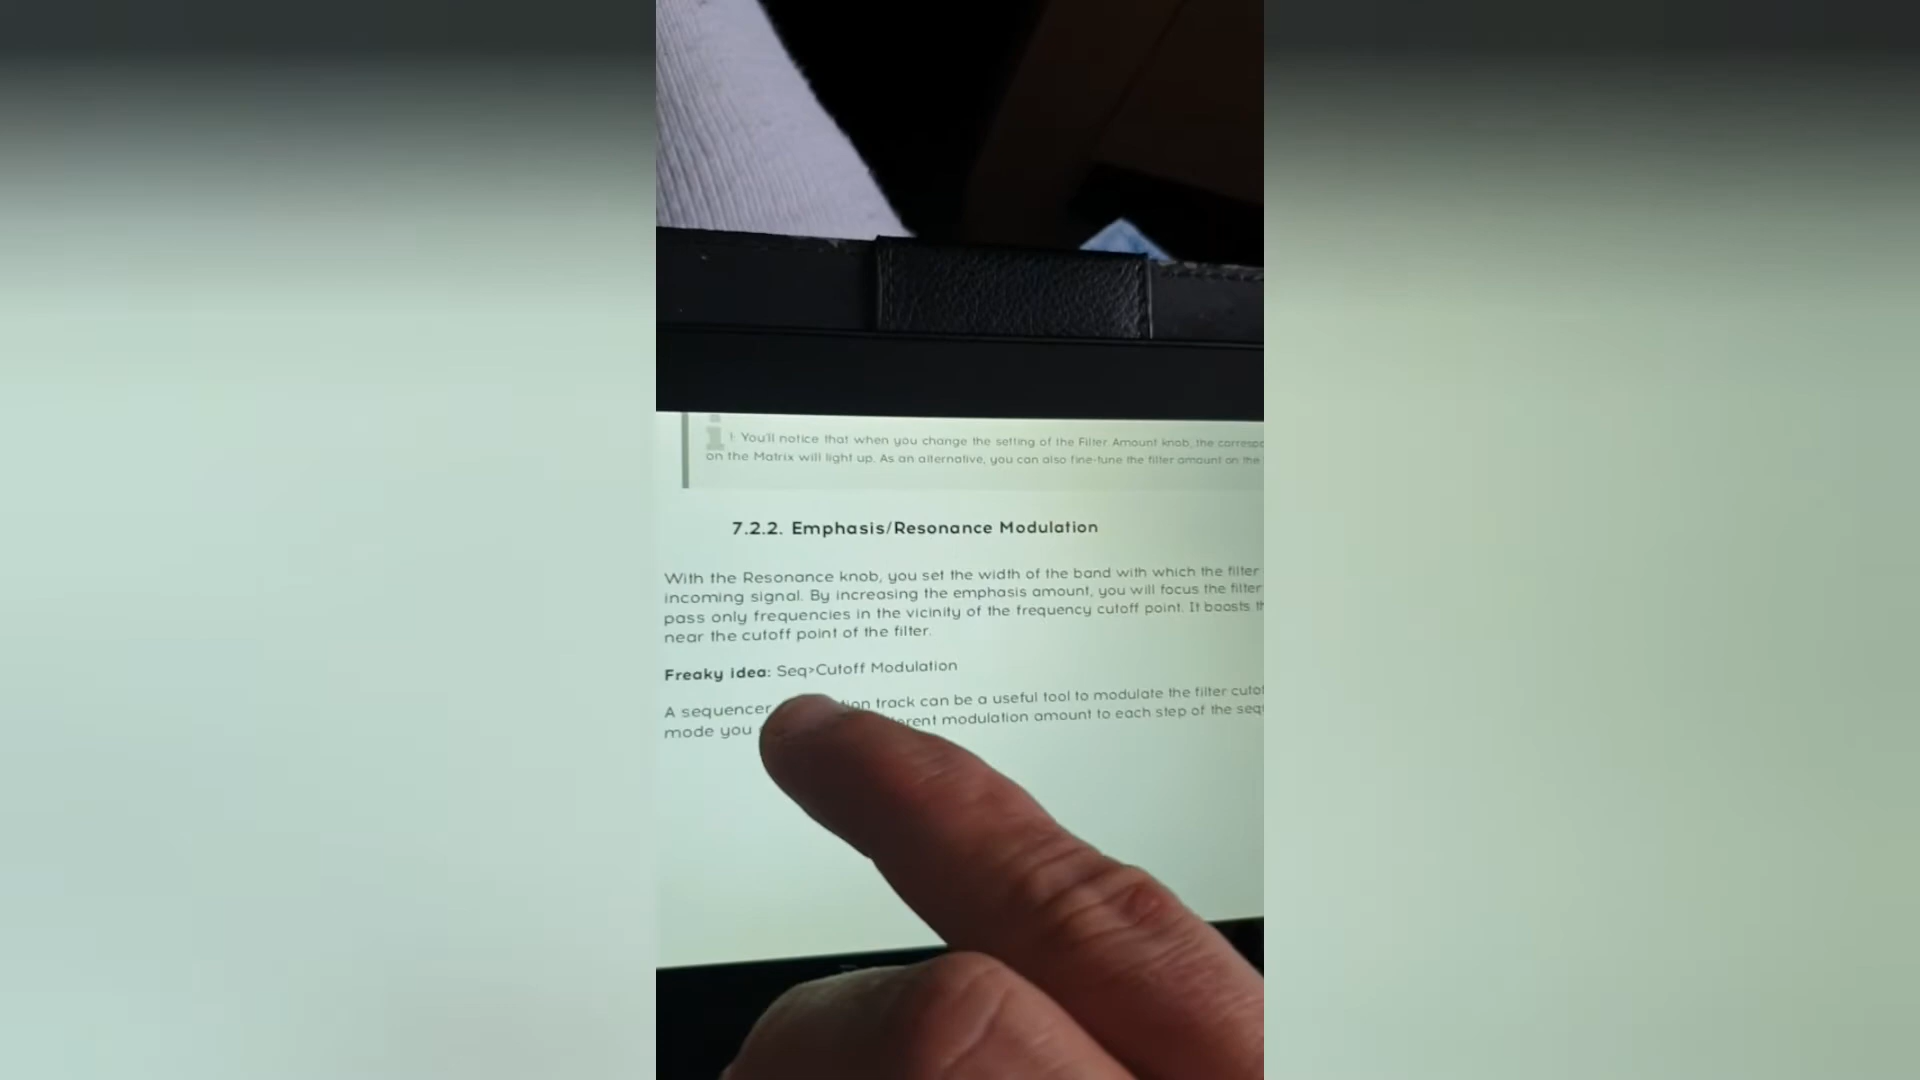 ! You'll notice that when you change the setting of the Filter Amount knob, the
on the Matrix will light up. As an alternative, you can also fine-tune the filter amount on the
7.2.2. Emphasis/Resonance Modulation
With the Resonance knob, you set the width of the band with which the filter
incoming signal. By increasing the emphasis amount, you will focus the filter
pass only frequencies in the vicinity of the frequency cutoff point. It boosts
near the cutoff point of the filter.
Freaky idea: Seq>Cutoff Modulation
A sequencer track can be a useful tool to modulate the filter
mode you modulation amount to each step of the